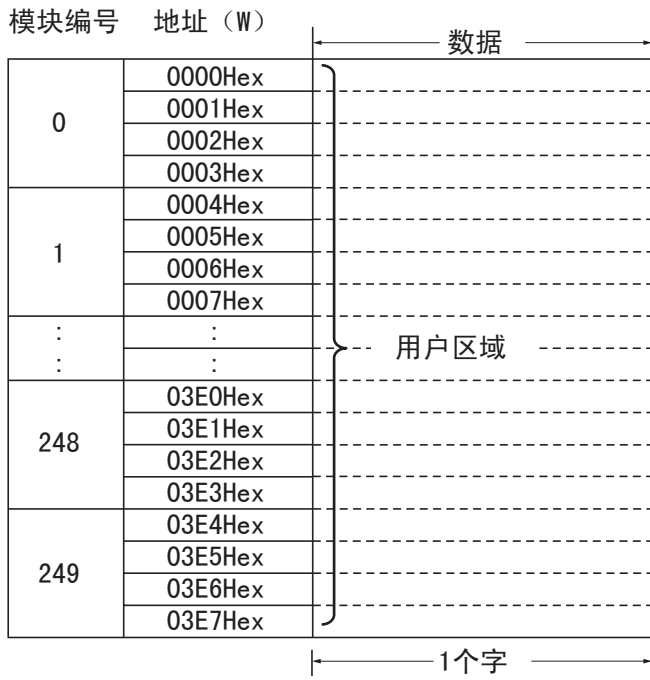 模块编号 地址（W）
数据
0
0000Hex
0001Hex
0002Hex
0003Hex
1
0004Hex
0005Hex
0006Hex
0007Hex
: :
: :
用户区域
248
03E0Hex
03E1Hex
03E2Hex
03E3Hex
249
03E4Hex
03E5Hex
03E6Hex
03E7Hex
1个字